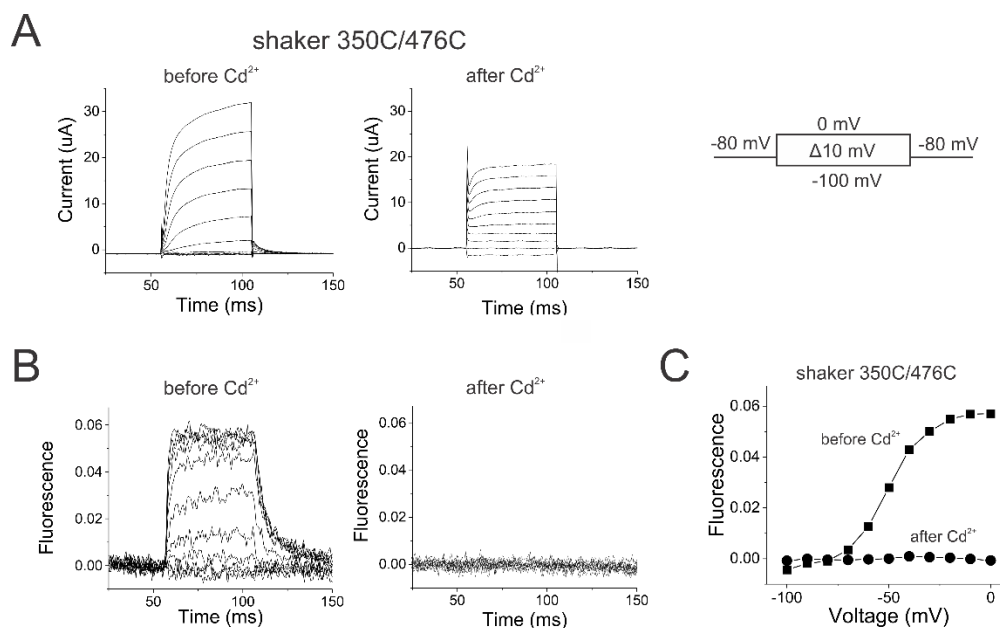 A
shaker 350C/476C
before Cd²⁺
after Cd²⁺
Current (uA)
30
20
10
0
50
100
150
Time (ms)
Current (uA)
30
20
10
0
50
100
150
Time (ms)
-80 mV
0 mV
Δ10 mV
-100 mV
-80 mV
B
before Cd²⁺
after Cd²⁺
Fluorescence
0.06
0.04
0.02
0.00
50
100
150
Time (ms)
Fluorescence
0.06
0.04
0.02
0.00
50
100
150
Time (ms)
C
shaker 350C/476C
Fluorescence
0.06
0.04
0.02
0.00
before Cd²⁺
after Cd²⁺
-100
-50
0
Voltage (mV)